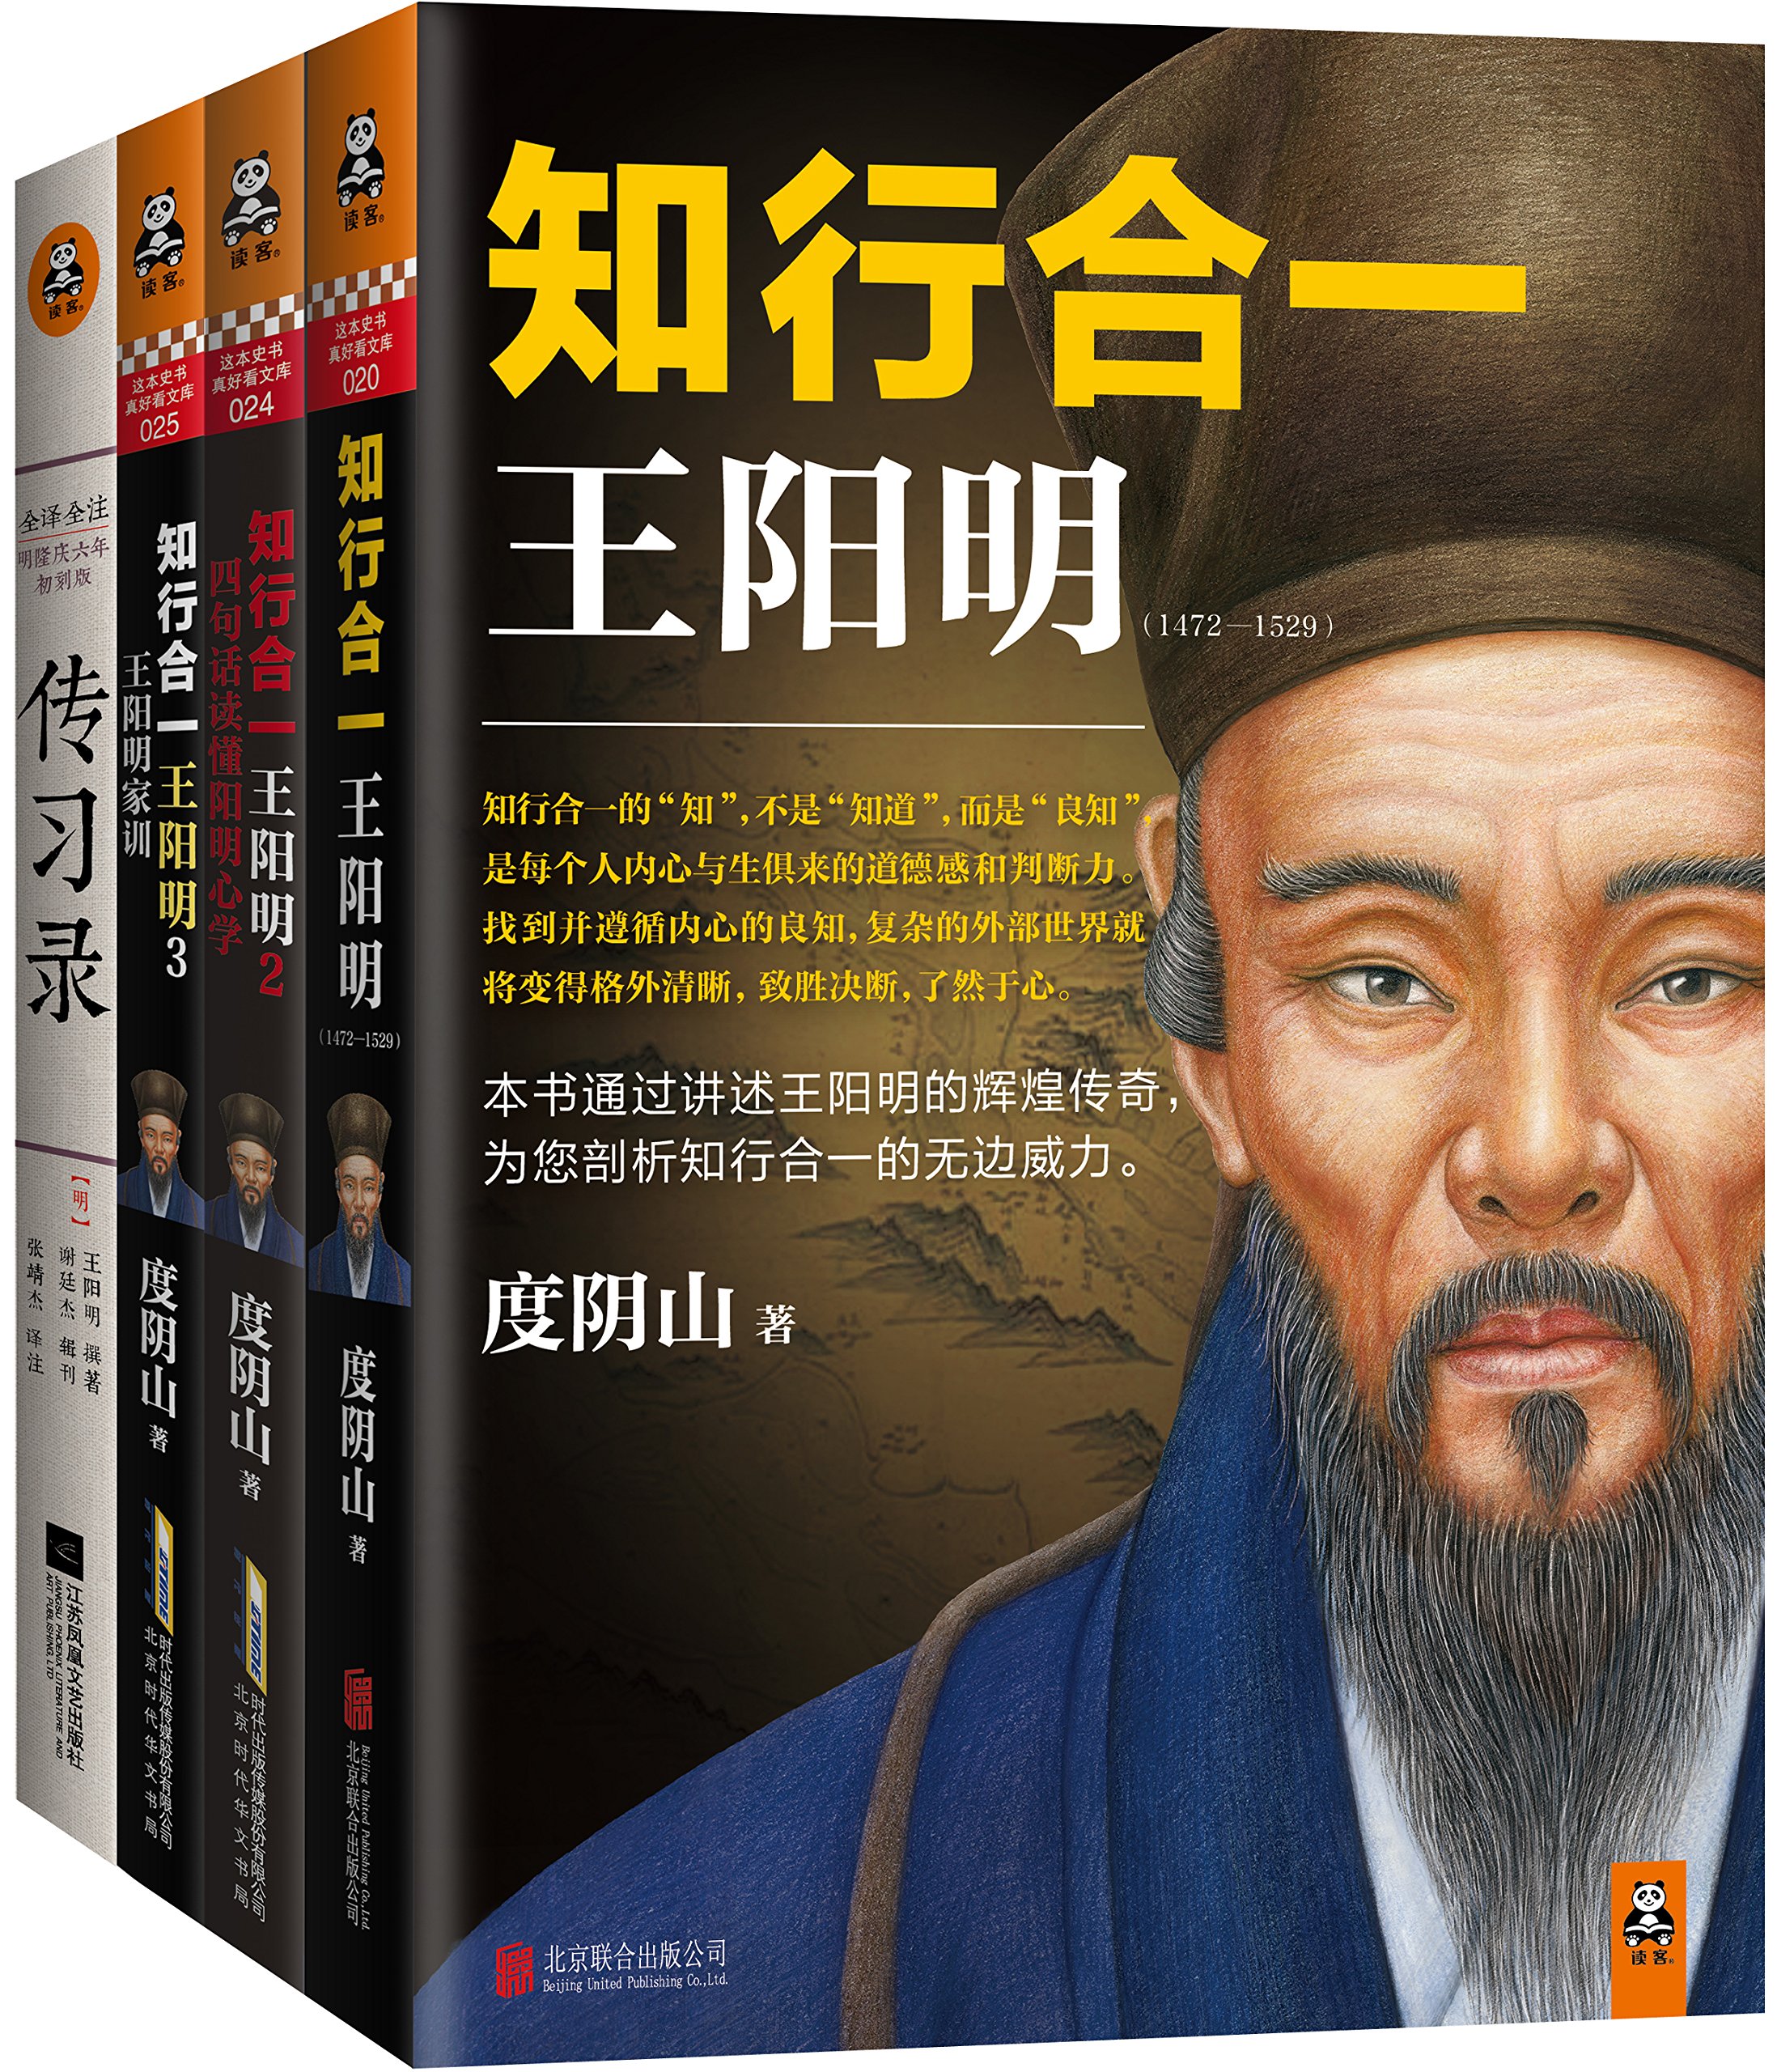 知行合一
王阳明
(1472—1529)
知行合一的“知”,不是“知道”,而是“良知”,
是每个人内心与生俱来的道德感和判断力。
找到并遵循内心的良知,复杂的外部世界就
将变得格外清晰,致胜决断,了然于心。
本书通过讲述王阳明的辉煌传奇,
为您剖析知行合一的无边威力。
度阴山 著
北京联合出版公司
Beijing United Publishing Co.,Ltd.
读客®
读客®
这本史书
真好看文库
020
知行合一
王阳明
(1472—1529)
度阴山 著
北京联合出版公司
Beijing United Publishing Co.,Ltd.
读客®
这本史书
真好看文库
024
知行合一 王阳明2
四句话读懂阳明心学
度阴山 著
时代出版传媒股份有限公司
北京时代华文书局
读客®
这本史书
真好看文库
025
知行合一 王阳明3
王阳明家训
度阴山 著
时代出版传媒股份有限公司
北京时代华文书局
读客®
全译全注
明隆庆六年
初刻版
传习录
【明】
王阳明 撰著
谢廷杰 辑刊
张靖杰 译注
江苏凤凰文艺出版社
JIANGSU PHOENIX LITERATURE AND
ART PUBLISHING, LTD